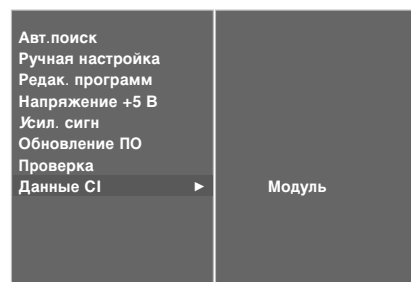 Авт.поиск
Ручная настройка
Редак. программ
Напряжение +5 В
Усил. сигн
Обновление ПО
Проверка
Данные CI ► Модуль